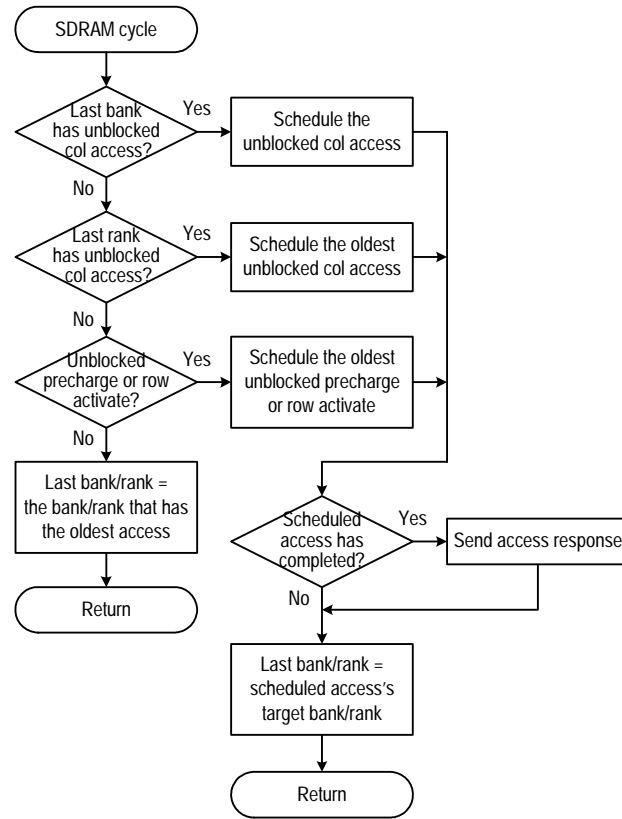 SDRAM cycle
Last bank
has unblocked
col access?
Yes
Schedule the
unblocked col access
No
Last rank
has unblocked
col access?
Yes
Schedule the oldest
unblocked col access
No
Unblocked
precharge or row
activate?
Yes
Schedule the oldest
unblocked precharge
or row activate
No
Last bank/rank =
the bank/rank that has
the oldest access
Return
Scheduled
access has
completed?
Yes
Send access response
No
Last bank/rank =
scheduled access's
target bank/rank
Return